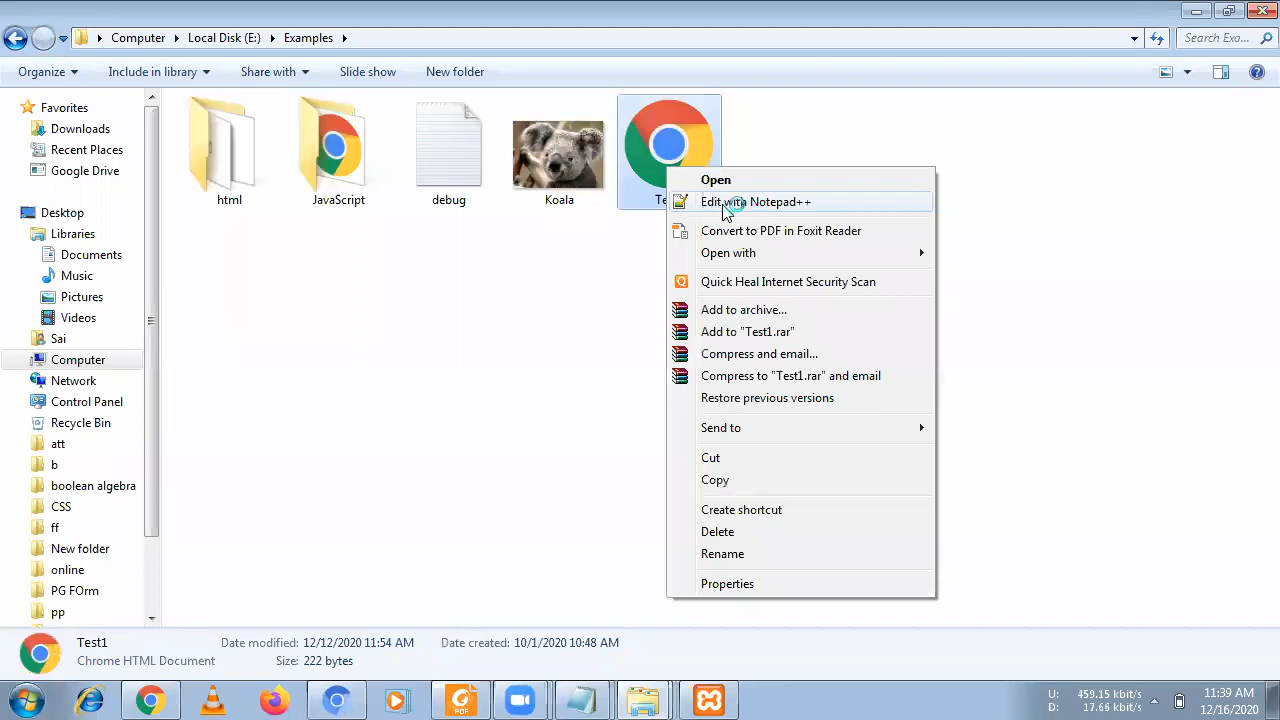 Computer Local Disk (E:) Examples
Search Exa...
Organize Include in library Share with Slide show New folder
Favorites
Downloads
Recent Places
Google Drive
Desktop
Libraries
Documents
Music
Pictures
Videos
Sai
Computer
Network
Control Panel
Recycle Bin
att
b
boolean algebra
CSS
ff
New folder
online
PG FOrm
pp
html
JavaScript
debug
Koala
Open
Edit with Notepad++
Convert to PDF in Foxit Reader
Open with
Quick Heal Internet Security Scan
Add to archive...
Add to "Test1.rar"
Compress and email...
Compress to "Test1.rar" and email
Restore previous versions
Send to
Cut
Copy
Create shortcut
Delete
Rename
Properties
Test1 Date modified: 12/12/2020 11:54 AM Date created: 10/1/2020 10:48 AM
Chrome HTML Document Size: 222 bytes
PDF
U: 459.15 kbit/s
D: 17.66 kbit/s
11:39 AM
12/16/2020